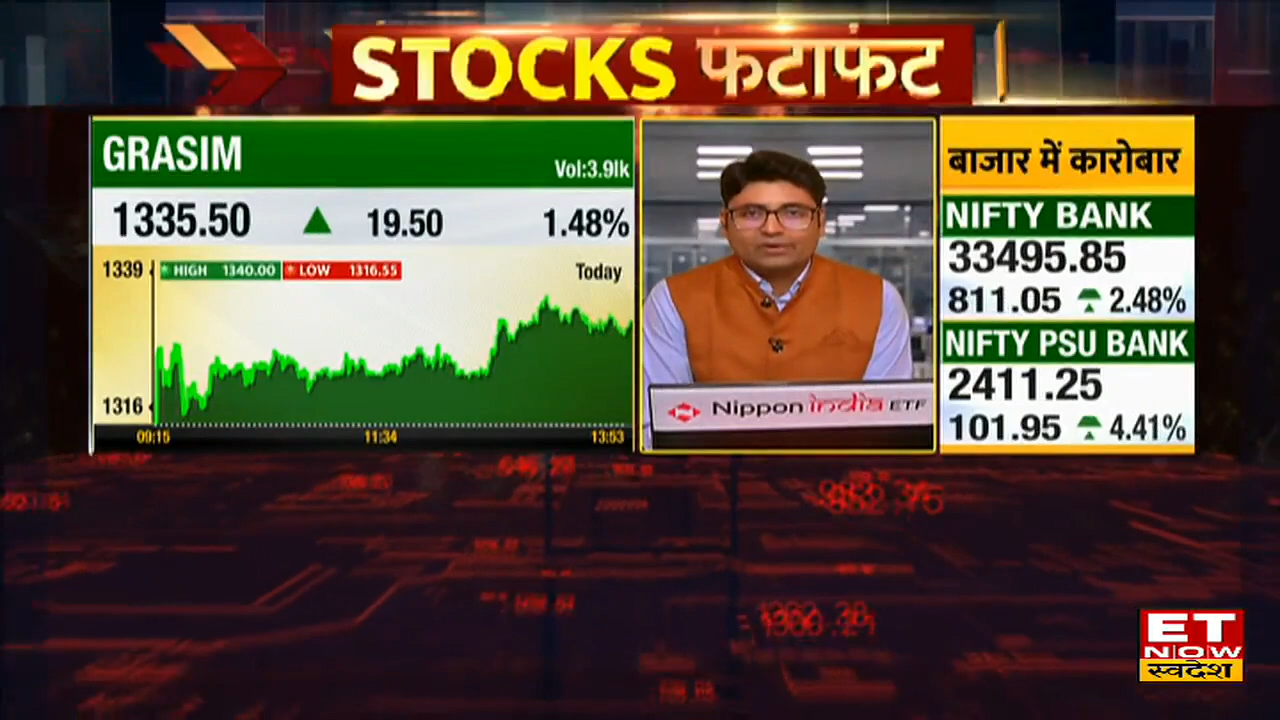 STOCKS फटाफट
GRASIM
Vol:3.9lk
1335.50 ▲ 19.50 1.48%
1339
HIGH 1340.00 LOW 1316.55
Today
1316
09:15 11:34 13:53
Nippon india ETF
बाजार में कारोबार
NIFTY BANK
33495.85
811.05 2.48%
NIFTY PSU BANK
2411.25
101.95 4.41%
ET
NOW
स्वदेश